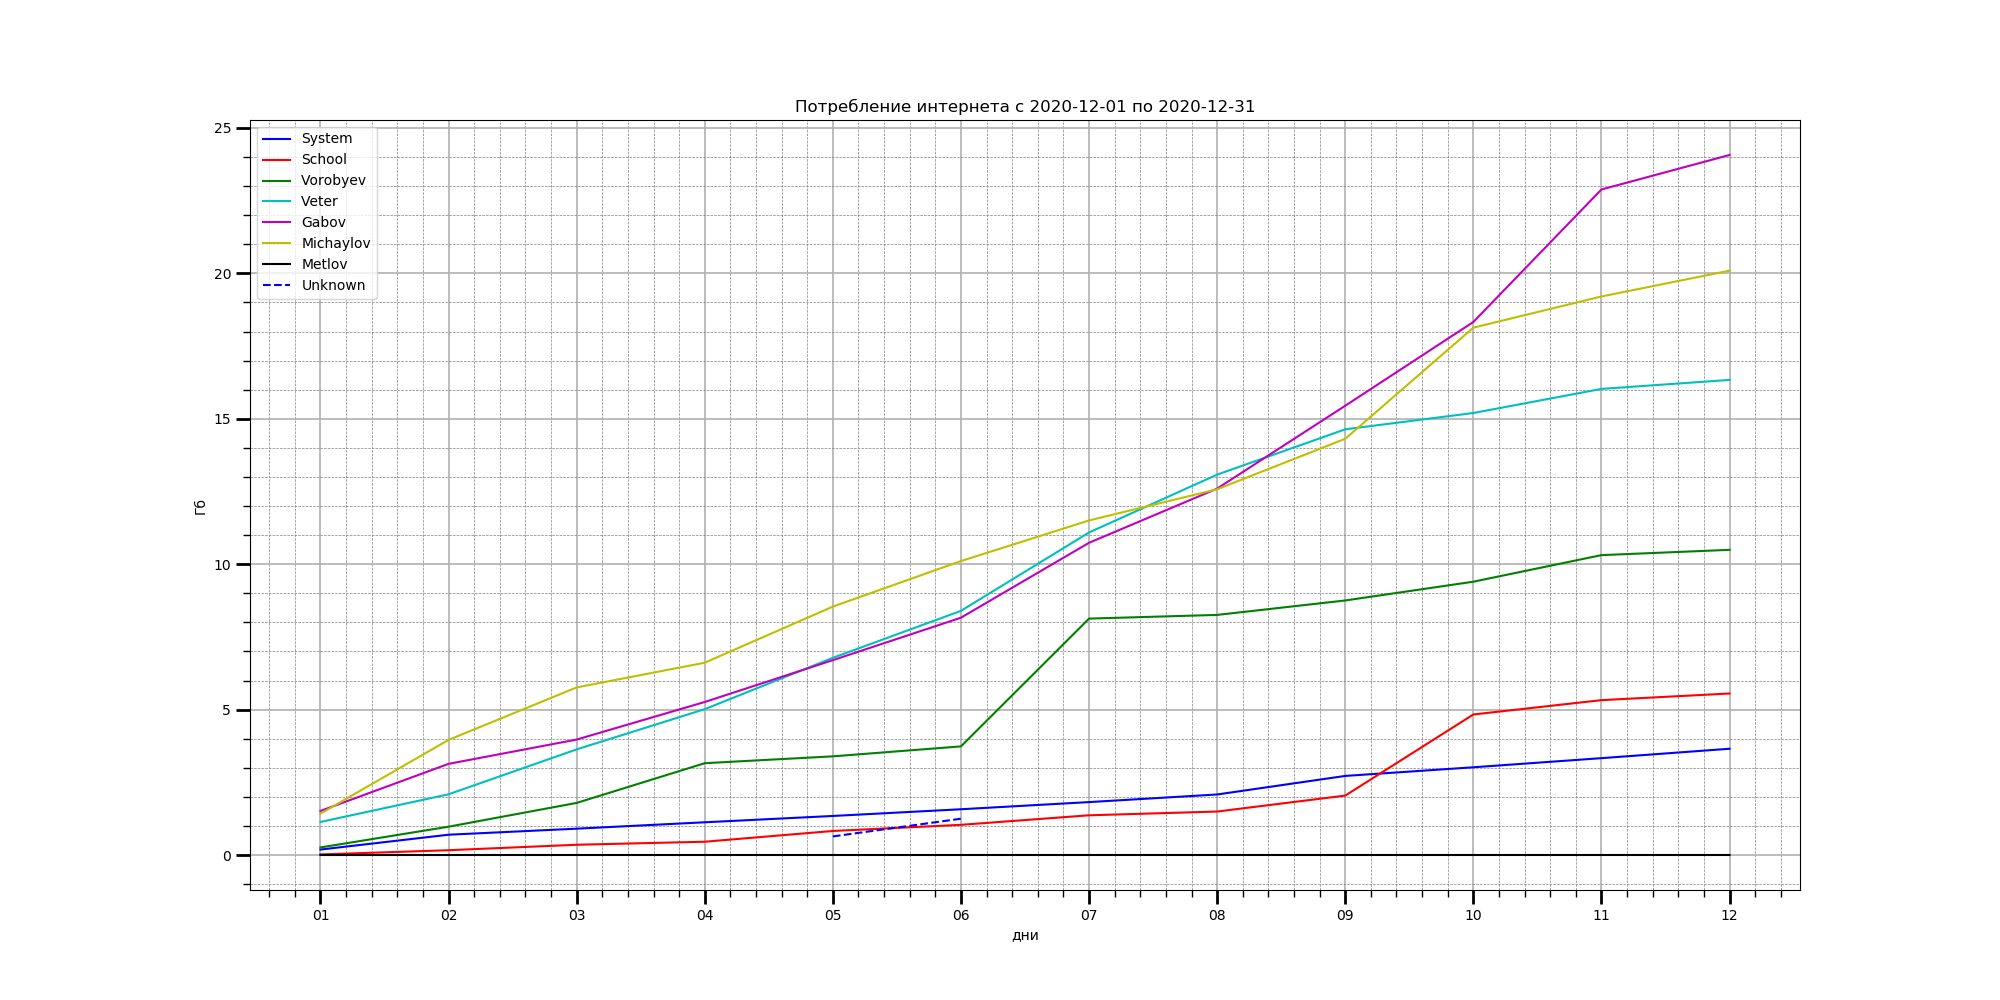 Потребление интернета с 2020-12-01 по 2020-12-31
25
20
15
10
5
0
Гб
System
School
Vorobyev
Veter
Gabov
Michaylov
Metlov
Unknown
01 02 03 04 05 06 07 08 09 10 11 12
дни